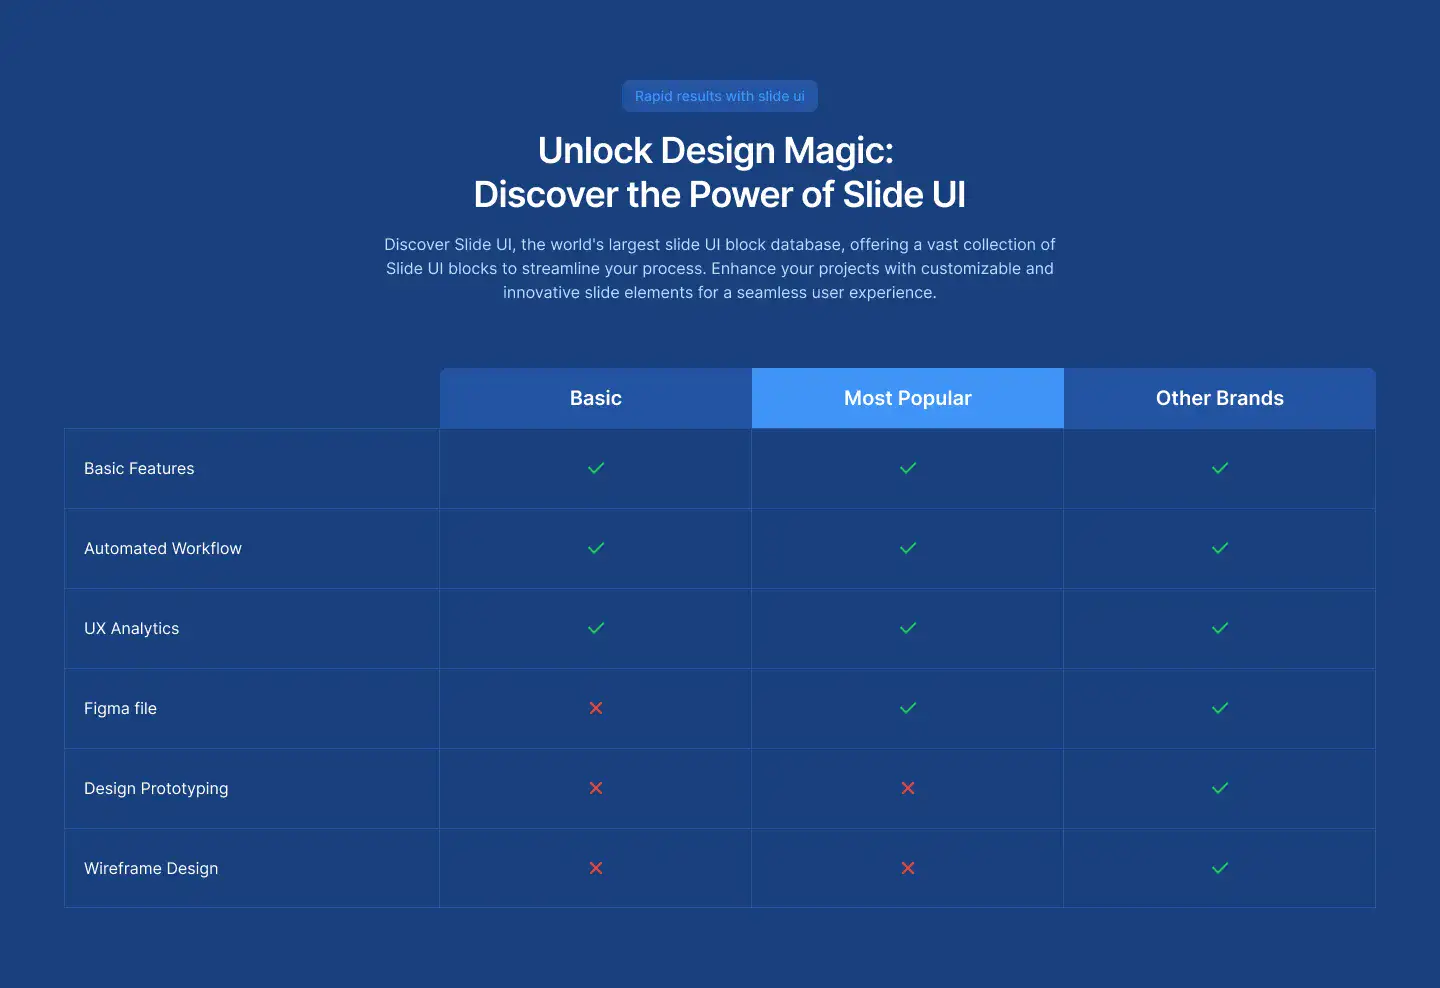 Rapid results with slide ui
Unlock Design Magic:
Discover the Power of Slide UI
Discover Slide UI, the world's largest slide UI block database, offering a vast collection of
Slide UI blocks to streamline your process. Enhance your projects with customizable and
innovative slide elements for a seamless user experience.
Basic
Most Popular
Other Brands
Basic Features
Automated Workflow
UX Analytics
Figma file
Design Prototyping
Wireframe Design